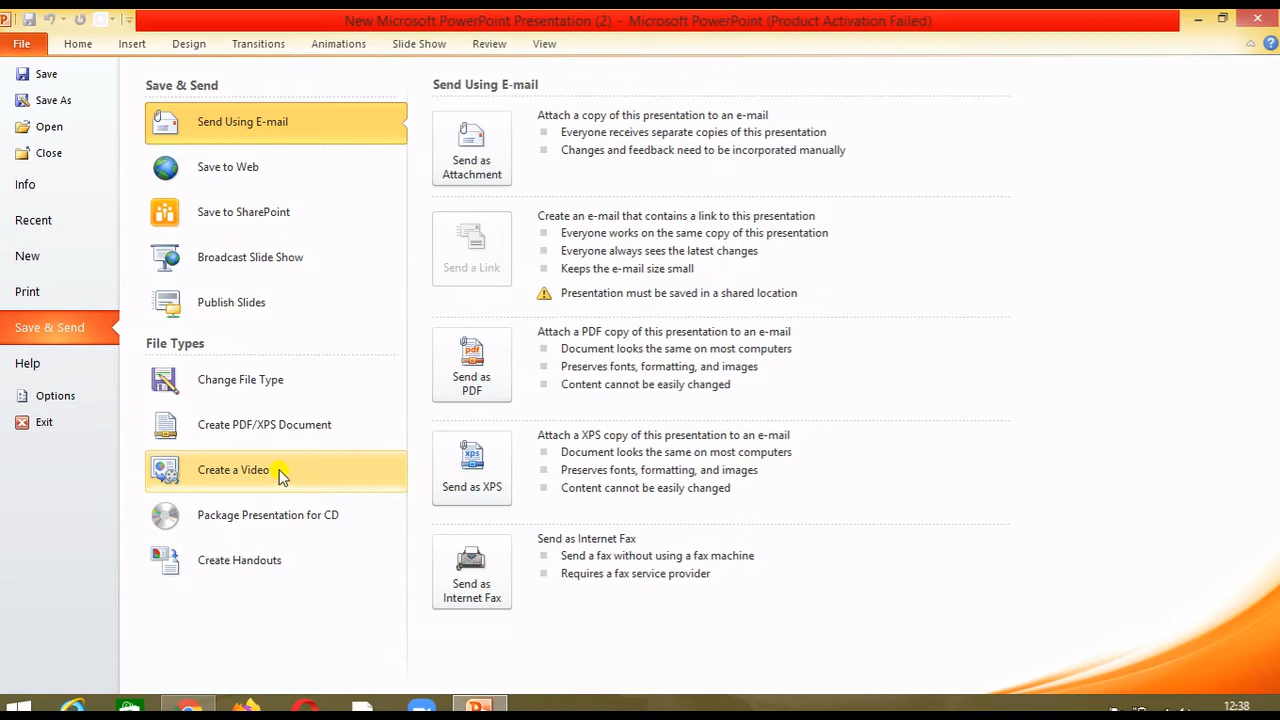 New Microsoft PowerPoint Presentation (2) - Microsoft PowerPoint (Product Activation Failed)
File Home Insert Design Transitions Animations Slide Show Review View
Save
Save As
Open
Close
Info
Recent
New
Print
Save & Send
Help
Options
Exit
Save & Send
Send Using E-mail
Save to Web
Save to SharePoint
Broadcast Slide Show
Publish Slides
File Types
Change File Type
Create PDF/XPS Document
Create a Video
Package Presentation for CD
Create Handouts
Send Using E-mail
Send as
Attachment
Attach a copy of this presentation to an e-mail
Everyone receives separate copies of this presentation
Changes and feedback need to be incorporated manually
Send a Link
Create an e-mail that contains a link to this presentation
Everyone works on the same copy of this presentation
Everyone always sees the latest changes
Keeps the e-mail size small
Presentation must be saved in a shared location
pdf
Send as
PDF
Attach a PDF copy of this presentation to an e-mail
Document looks the same on most computers
Preserves fonts, formatting, and images
Content cannot be easily changed
xps
Send as XPS
Attach a XPS copy of this presentation to an e-mail
Document looks the same on most computers
Preserves fonts, formatting, and images
Content cannot be easily changed
Send as
Internet Fax
Send as Internet Fax
Send a fax without using a fax machine
Requires a fax service provider
12:38